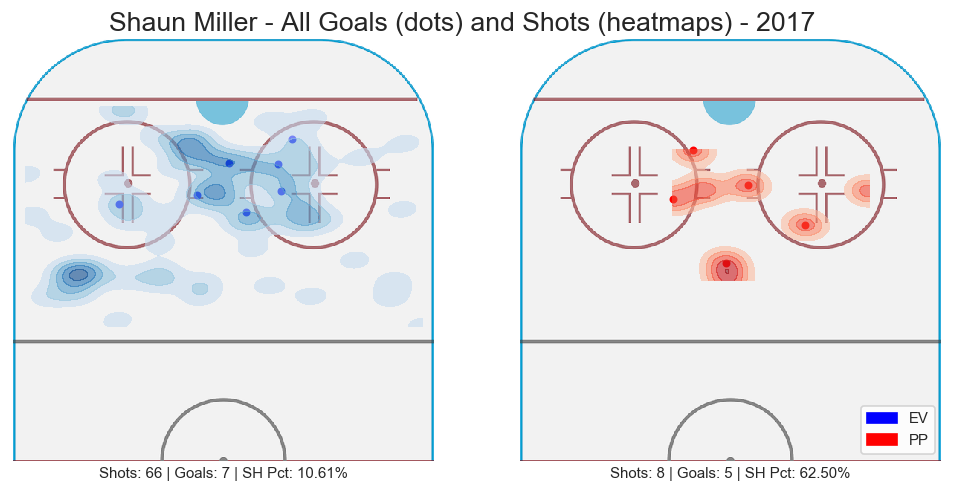 Shaun Miller - All Goals (dots) and Shots (heatmaps) - 2017
EV
PP
Shots: 66 | Goals: 7 | SH Pct: 10.61%
Shots: 8 | Goals: 5 | SH Pct: 62.50%